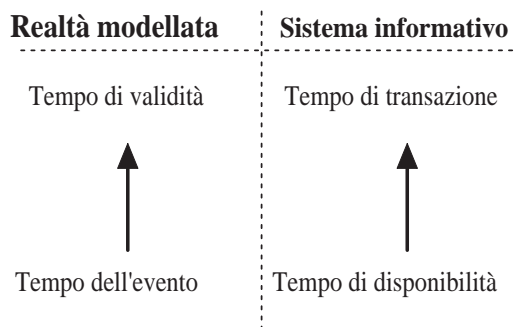 Realtà modellata
Sistema informativo
Tempo di validità
Tempo di transazione
Tempo dell'evento
Tempo di disponibilità